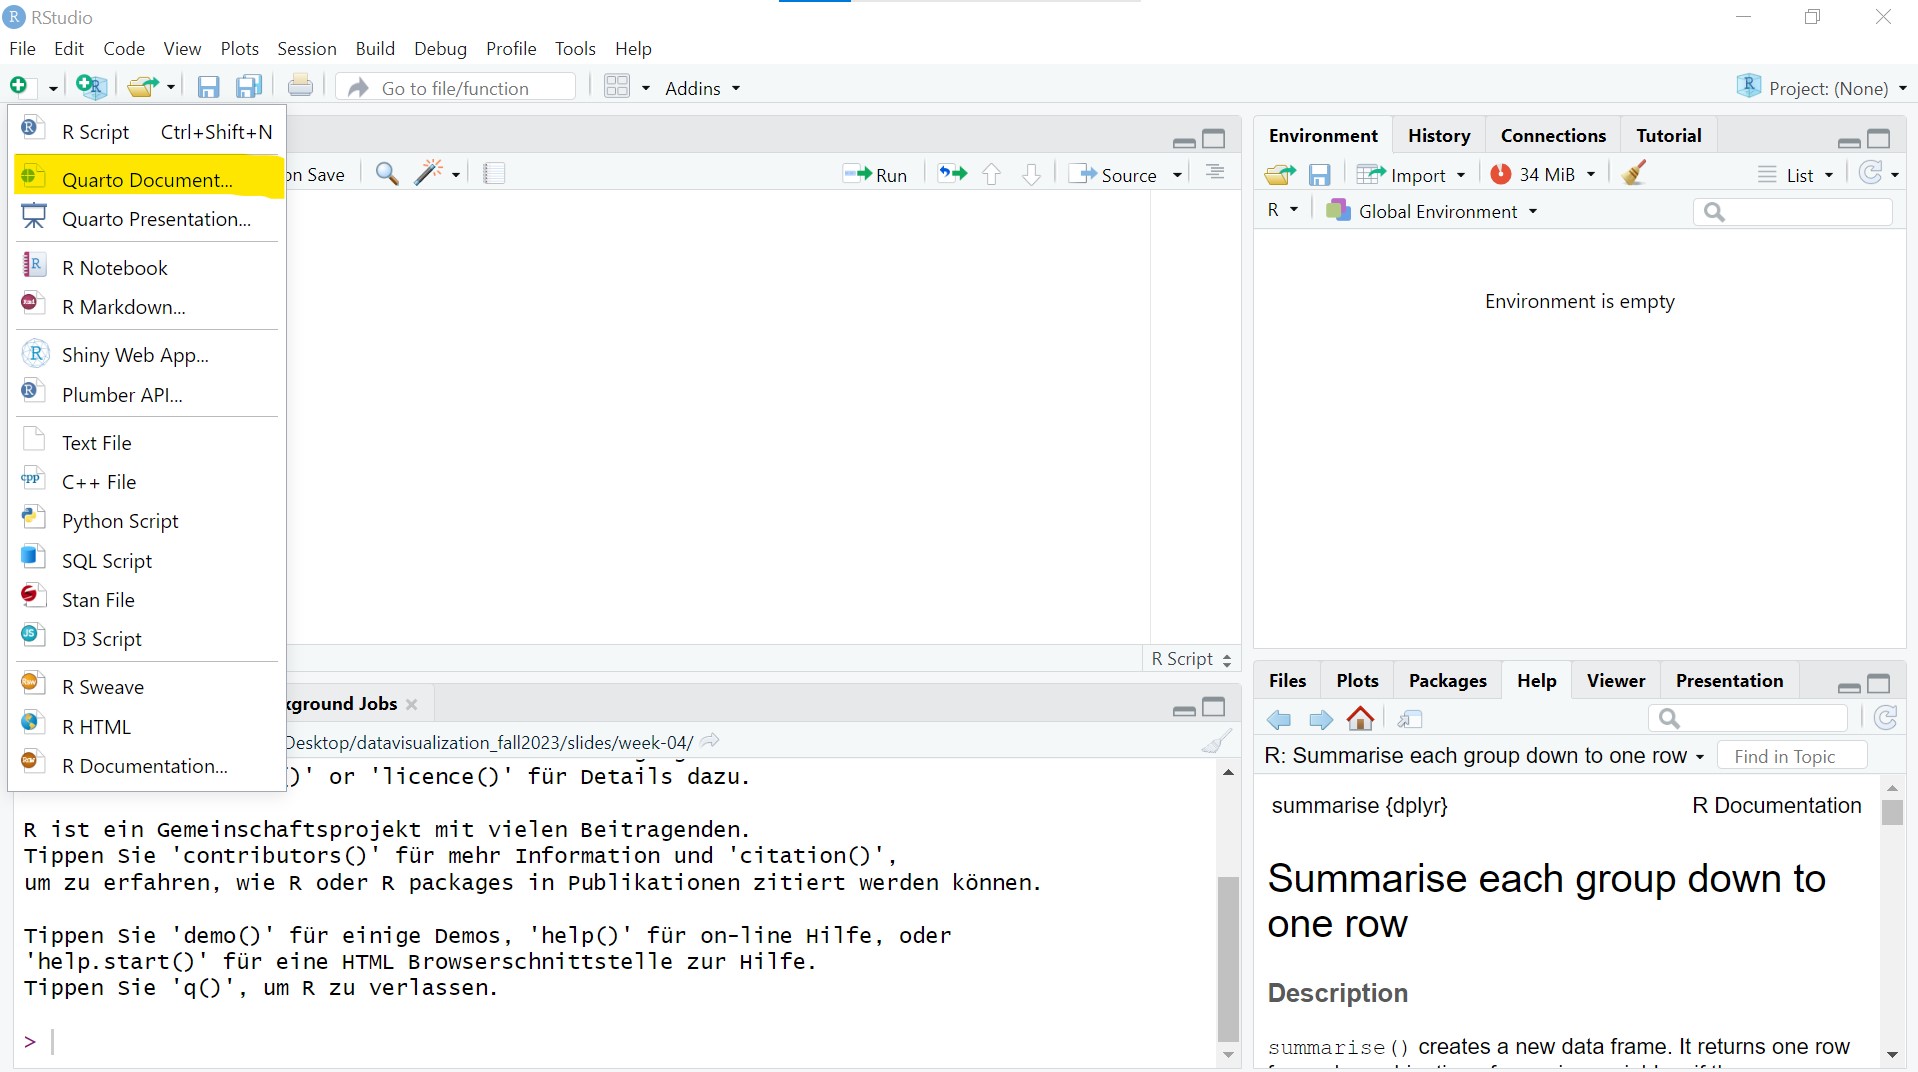 RStudio
File Edit Code View Plots Session Build Debug Profile Tools Help
Go to file/function Addins Project: (None)
R Script Ctrl+Shift+N
Quarto Document...
Quarto Presentation...
R Notebook
R Markdown...
Shiny Web App...
Plumber API...
Text File
C++ File
Python Script
SQL Script
Stan File
D3 Script
R Sweave
R HTML
R Documentation...
on Save Run Source
R Script
Environment History Connections Tutorial
Import 34 MiB List
R Global Environment
Environment is empty
kground Jobs
Desktop/datavisualization_fall2023/slides/week-04/
)' or 'licence()' für Details dazu.
R ist ein Gemeinschaftsprojekt mit vielen Beitragenden.
Tippen Sie 'contributors()' für mehr Information und 'citation()',
um zu erfahren, wie R oder R packages in Publikationen zitiert werden können.
Tippen Sie 'demo()' für einige Demos, 'help()' für on-line Hilfe, oder
'help.start()' für eine HTML Browserschnittstelle zur Hilfe.
Tippen Sie 'q()', um R zu verlassen.
>
Files Plots Packages Help Viewer Presentation
R: Summarise each group down to one row Find in Topic
summarise {dplyr} R Documentation
Summarise each group down to
one row
Description
summarise() creates a new data frame. It returns one row